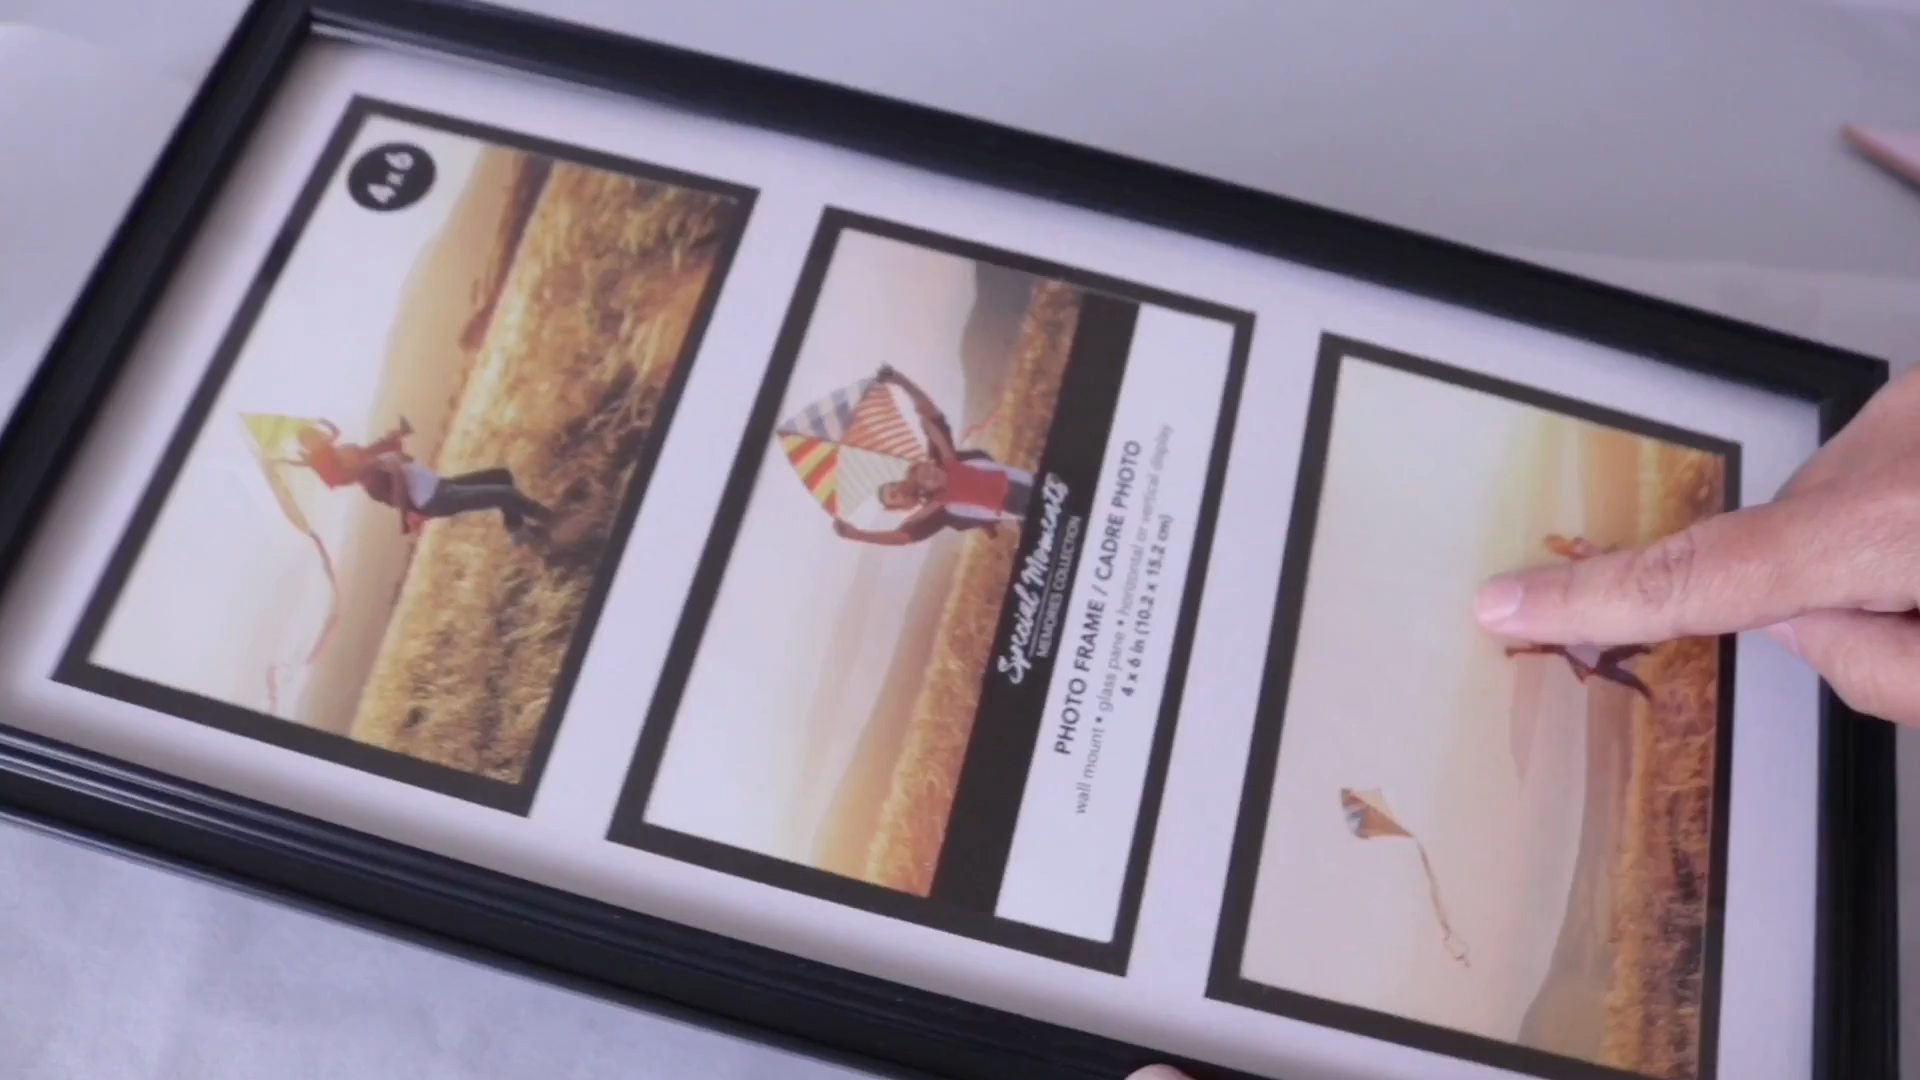 4x6
Special Moments
MEMORIES COLLECTION
PHOTO FRAME / CADRE PHOTO
wall mount • glass pane • horizontal or vertical display
4 x 6 in (10.2 x 15.2 cm)